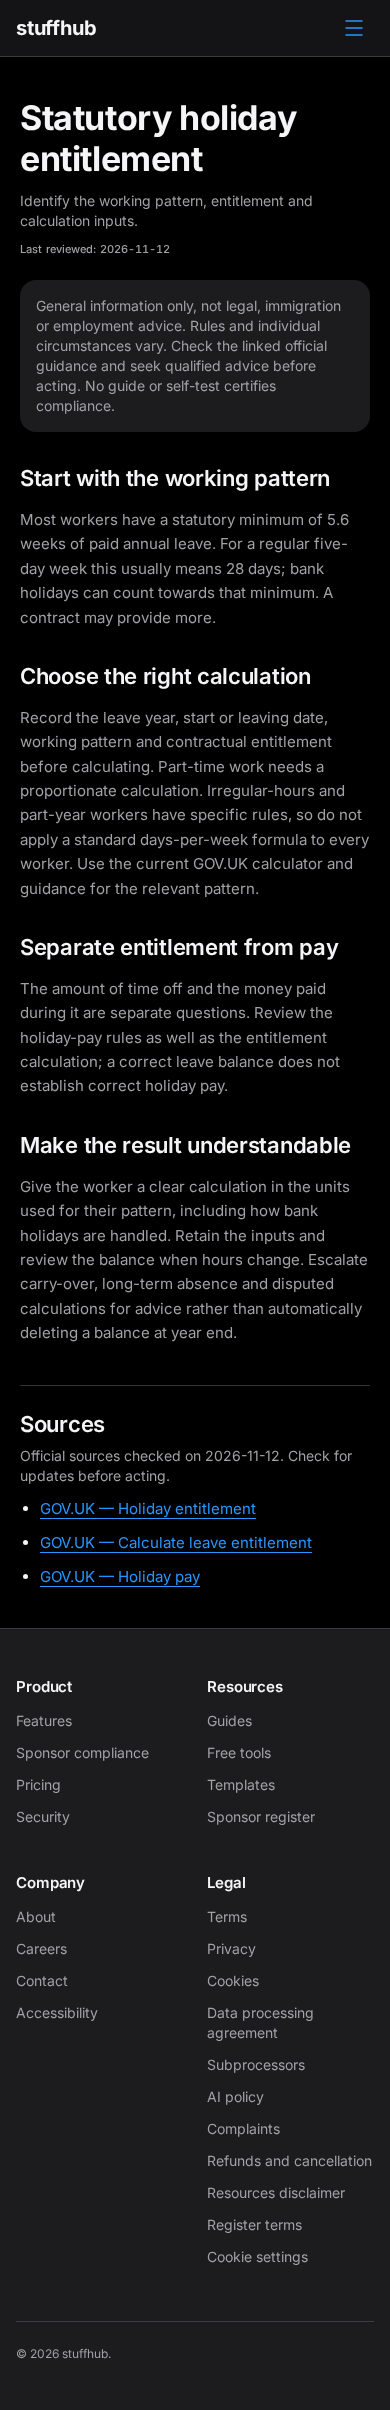 stuffhub
Statutory holiday
entitlement
Identify the working pattern, entitlement and
calculation inputs.
Last reviewed: 2026-11-12
General information only, not legal, immigration
or employment advice. Rules and individual
circumstances vary. Check the linked official
guidance and seek qualified advice before
acting. No guide or self-test certifies
compliance.
Start with the working pattern
Most workers have a statutory minimum of 5.6
weeks of paid annual leave. For a regular five-
day week this usually means 28 days; bank
holidays can count towards that minimum. A
contract may provide more.
Choose the right calculation
Record the leave year, start or leaving date,
working pattern and contractual entitlement
before calculating. Part-time work needs a
proportionate calculation. Irregular-hours and
part-year workers have specific rules, so do not
apply a standard days-per-week formula to every
worker. Use the current GOV.UK calculator and
guidance for the relevant pattern.
Separate entitlement from pay
The amount of time off and the money paid
during it are separate questions. Review the
holiday-pay rules as well as the entitlement
calculation; a correct leave balance does not
establish correct holiday pay.
Make the result understandable
Give the worker a clear calculation in the units
used for their pattern, including how bank
holidays are handled. Retain the inputs and
review the balance when hours change. Escalate
carry-over, long-term absence and disputed
calculations for advice rather than automatically
deleting a balance at year end.
Sources
Official sources checked on 2026-11-12. Check for
updates before acting.
GOV.UK — Holiday entitlement
GOV.UK — Calculate leave entitlement
GOV.UK — Holiday pay
Product
Features
Sponsor compliance
Pricing
Security
Resources
Guides
Free tools
Templates
Sponsor register
Company
About
Careers
Contact
Accessibility
Legal
Terms
Privacy
Cookies
Data processing
agreement
Subprocessors
AI policy
Complaints
Refunds and cancellation
Resources disclaimer
Register terms
Cookie settings
© 2026 stuffhub.